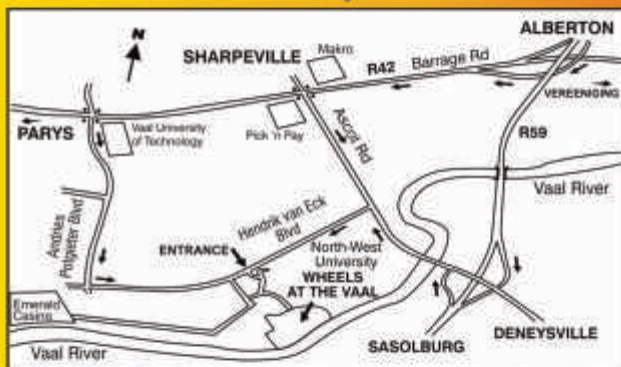 ALBERTON
N
SHARPEVILLE
Makro
R42
Barrage Rd
VEREENIGING
PARYS
Vaal University
of Technology
Pick 'n Pay
Ascot Rd
R59
Vaal River
Andries
Potgieter Blvd
Hendrik van Eck
Blvd
ENTRANCE
North-West
University
WHEELS
AT THE VAAL
Emerald
Casino
Vaal River
SASOLBURG
DENEYSVILLE